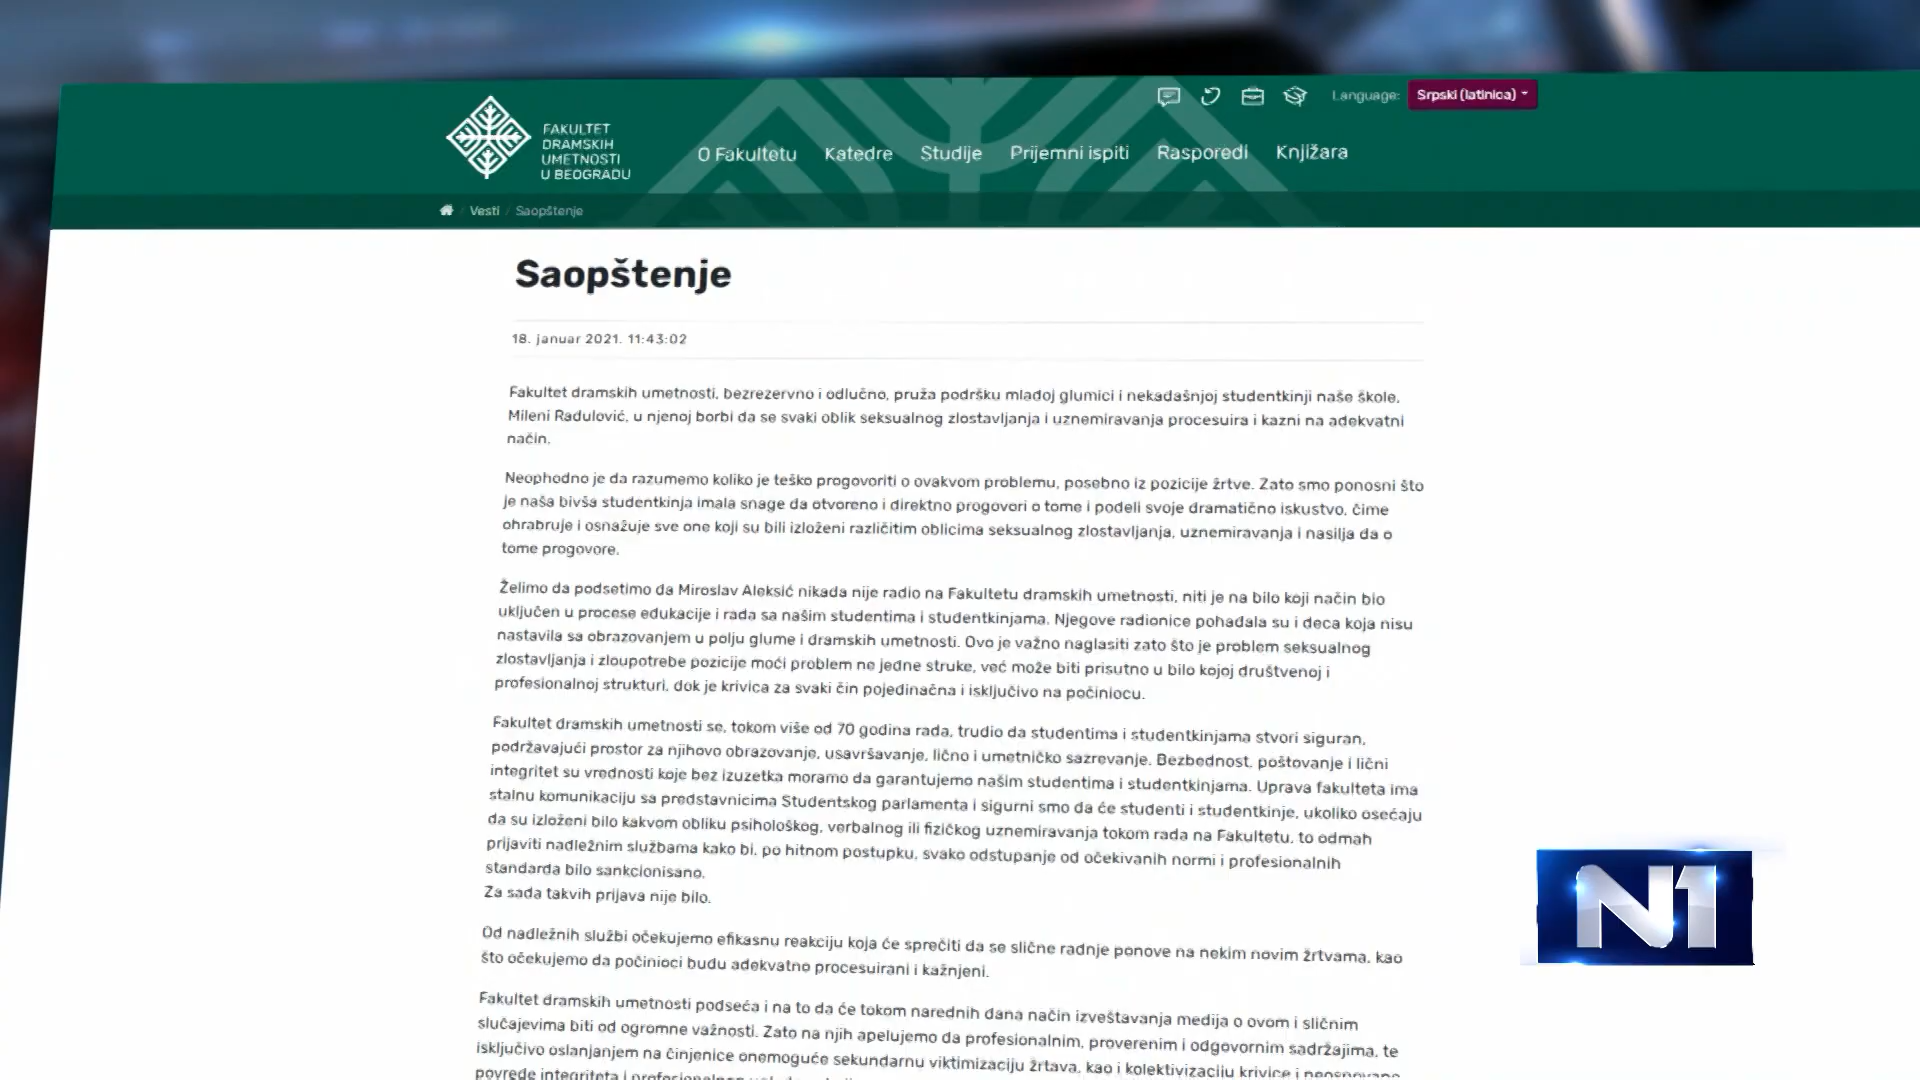 Language: Srpski (latinica)
FAKULTET
DRAMSKIH
UMETNOSTI
U BEOGRADU
O Fakultetu Katedre Studije Prijemni ispiti Rasporedi Knjižara
Vesti / Saopštenje
Saopštenje
18. januar 2021. 11:43:02
Fakultet dramskih umetnosti, bezrezervno i odlučno, pruža podršku mladoj glumici i nekadašnjoj studentkinji naše škole,
Mileni Radulović, u njenoj borbi da se svaki oblik seksualnog zlostavljanja i uznemiravanja procesuira i kazni na adekvatni
način.
Neophodno je da razumemo koliko je teško progovoriti o ovakvom problemu, posebno iz pozicije žrtve. Zato smo ponosni što
je naša bivša studentkinja imala snage da otvoreno i direktno progovori o tome i podeli svoje dramatično iskustvo, čime
ohrabruje i osnažuje sve one koji su bili izloženi različitim oblicima seksualnog zlostavljanja, uznemiravanja i nasilja da o
tome progovore.
Želimo da podsetimo da Miroslav Aleksić nikada nije radio na Fakultetu dramskih umetnosti, niti je na bilo koji način bio
uključen u procese edukacije i rada sa našim studentima i studentkinjama. Njegove radionice pohađala su i deca koja nisu
nastavila sa obrazovanjem u polju glume i dramskih umetnosti. Ovo je važno naglasiti zato što je problem seksualnog
zlostavljanja i zloupotrebe pozicije moći problem ne jedne struke, već može biti prisutno u bilo kojoj društvenoj i
profesionalnoj strukturi, dok je krivica za svaki čin pojedinačna i isključivo na počiniocu.
Fakultet dramskih umetnosti se, tokom više od 70 godina rada, trudio da studentima i studentkinjama stvori siguran,
podržavajući prostor za njihovo obrazovanje, usavršavanje, lično i umetničko sazrevanje. Bezbednost, poštovanje i lični
integritet su vrednosti koje bez izuzetka moramo da garantujemo našim studentima i studentkinjama. Uprava fakulteta ima
stalnu komunikaciju sa predstavnicima Studentskog parlamenta i sigurni smo da će studenti i studentkinje, ukoliko osećaju
da su izloženi bilo kakvom obliku psihološkog, verbalnog ili fizičkog uznemiravanja tokom rada na Fakultetu, to odmah
prijaviti nadležnim službama kako bi, po hitnom postupku, svako odstupanje od očekivanih normi i profesionalnih
standarda bilo sankcionisano.
Za sada takvih prijava nije bilo.
Od nadležnih službi očekujemo efikasnu reakciju koja će sprečiti da se slične radnje ponove na nekim novim žrtvama, kao
što očekujemo da počinioci budu adekvatno procesuirani i kažnjeni.
Fakultet dramskih umetnosti podseća i na to da će tokom narednih dana način izveštavanja medija o ovom i sličnim
slučajevima biti od ogromne važnosti. Zato na njih apelujemo da profesionalnim, proverenim i odgovornim sadržajima, te
isključivo oslanjanjem na činjenice onemoguće sekundarnu viktimizaciju žrtava, kao i kolektivizaciju krivice i neosnovano
povrede integriteta i
N1